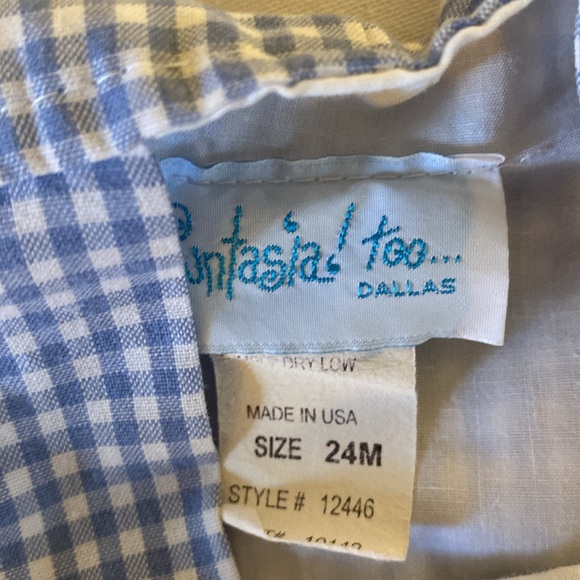 Funtasia! too...
DALLAS
DRY LOW
MADE IN USA
SIZE 24M
STYLE # 12446